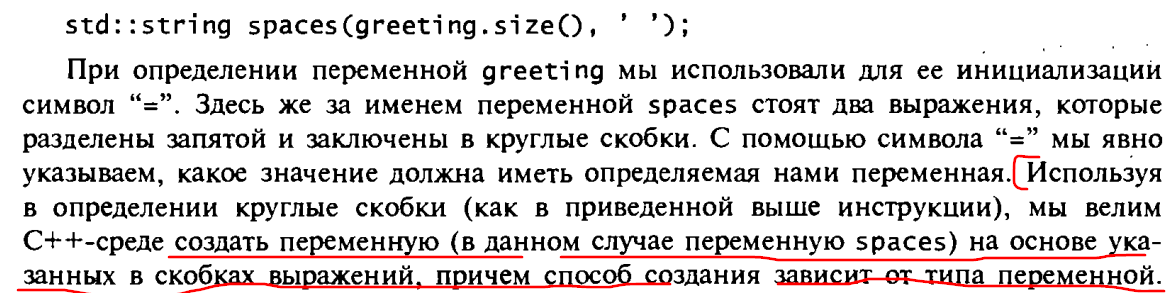 std::string spaces(greeting.size(), ' ');
При определении переменной greeting мы использовали для ее инициализации
символ “=”. Здесь же за именем переменной spaces стоят два выражения, которые
разделены запятой и заключены в круглые скобки. С помощью символа “=” мы явно
указываем, какое значение должна иметь определяемая нами переменная. Используя
в определении круглые скобки (как в приведенной выше инструкции), мы велим
C++-среде создать переменную (в данном случае переменную spaces) на основе ука-
занных в скобках выражений, причем способ создания зависит от типа переменной.